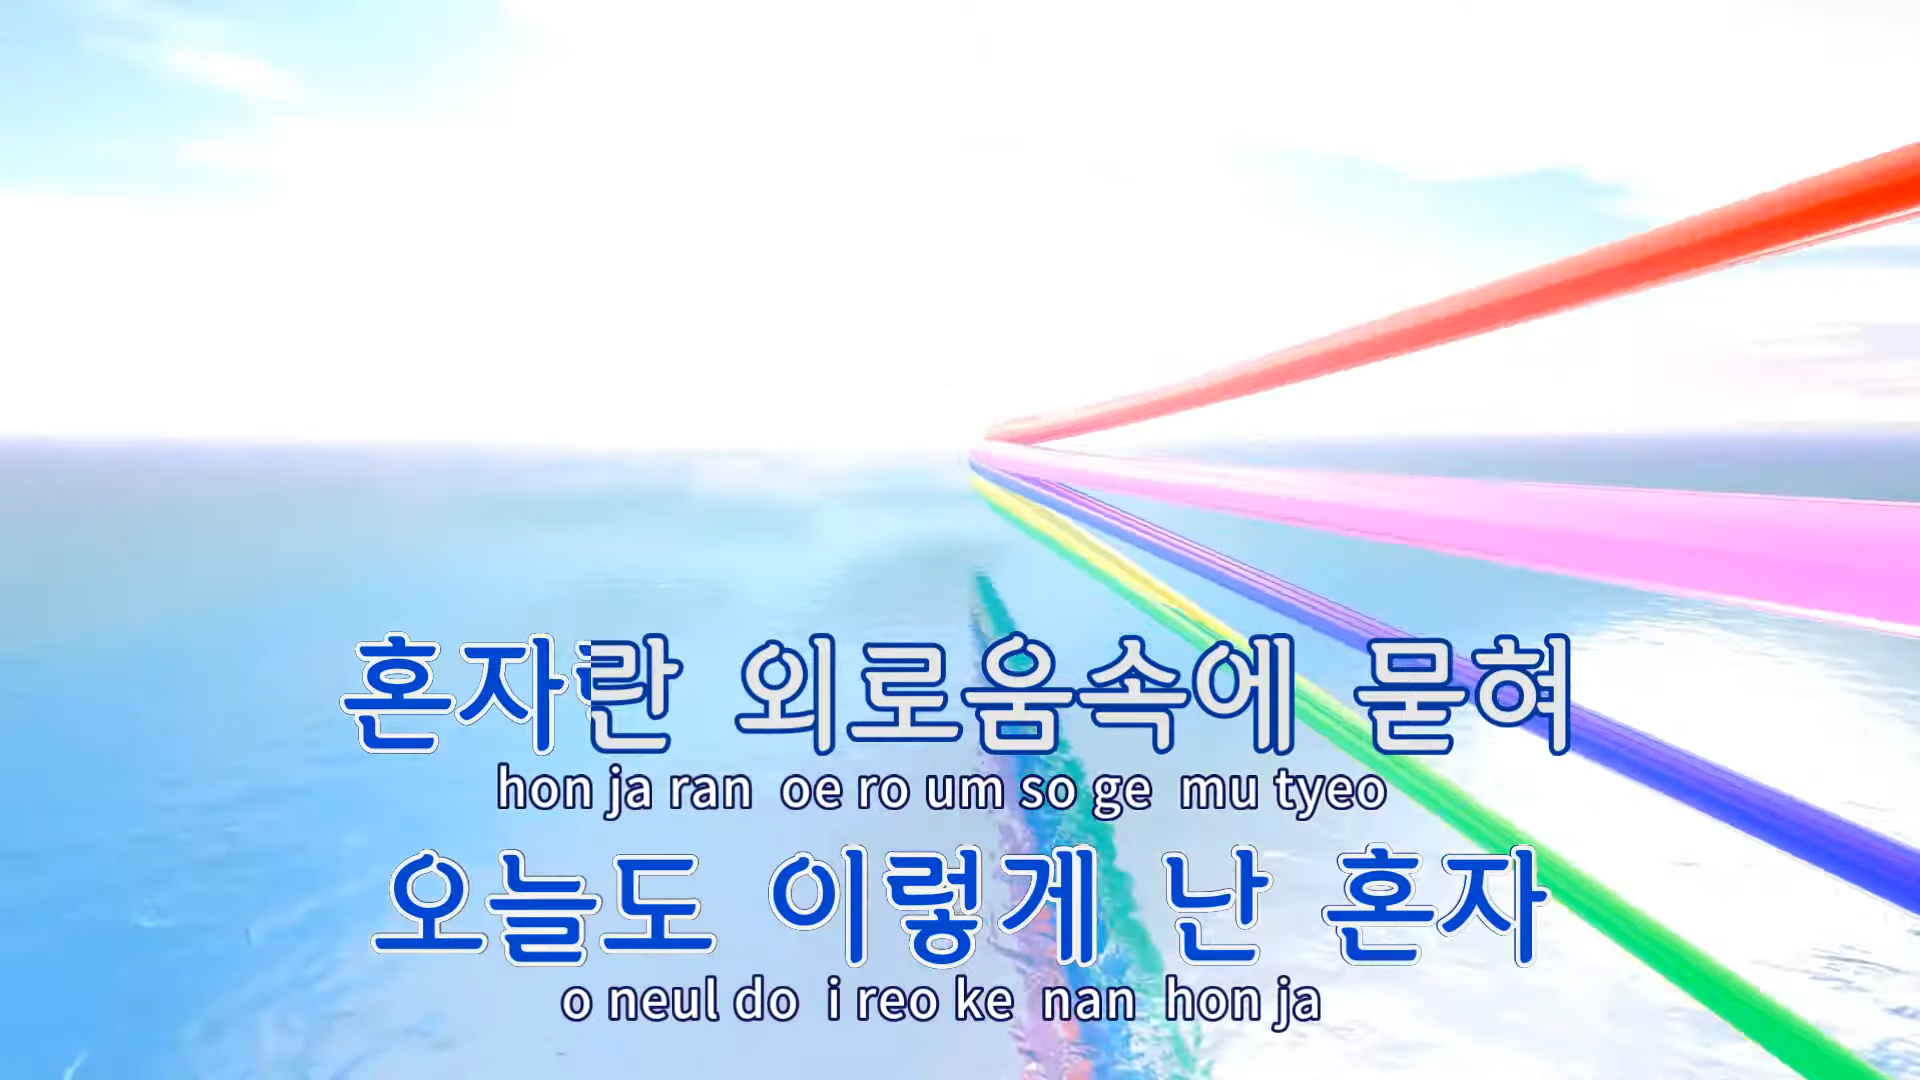 혼자란 외로움속에 묻혀
hon ja ran oe ro um so ge mu tyeo
오늘도 이렇게 난 혼자
o neul do i reo ke nan hon ja